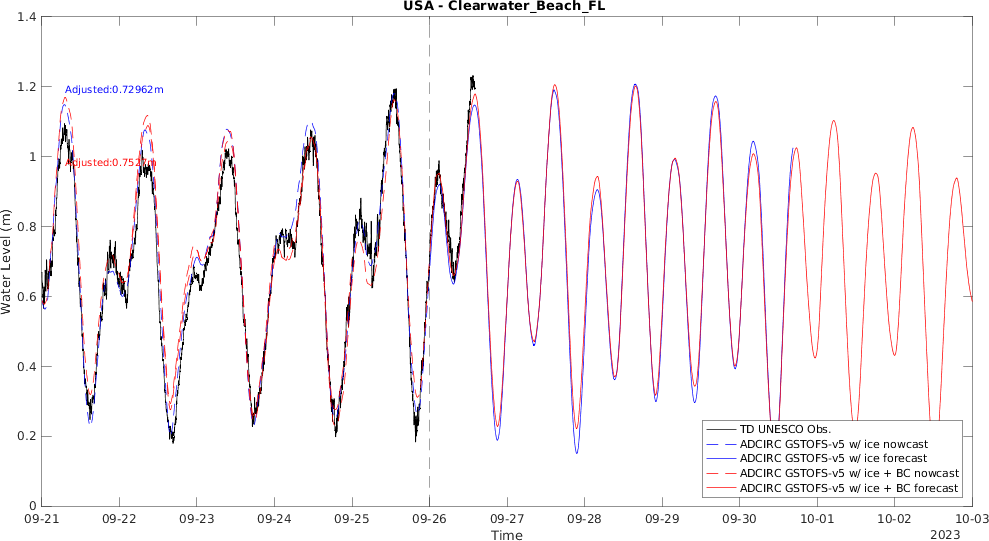 USA - Clearwater_Beach_FL
1.4
1.2
1
0.8
0.6
0.4
0.2
0
Water Level (m)
Adjusted:0.72962m
TD UNESCO Obs.
ADCIRC GSTOFS-v5 w/ ice nowcast
ADCIRC GSTOFS-v5 w/ ice forecast
ADCIRC GSTOFS-v5 w/ ice + BC nowcast
ADCIRC GSTOFS-v5 w/ ice + BC forecast
09-21 09-22 09-23 09-24 09-25 09-26 09-27 09-28 09-29 09-30 10-01 10-02 10-03
Time
2023